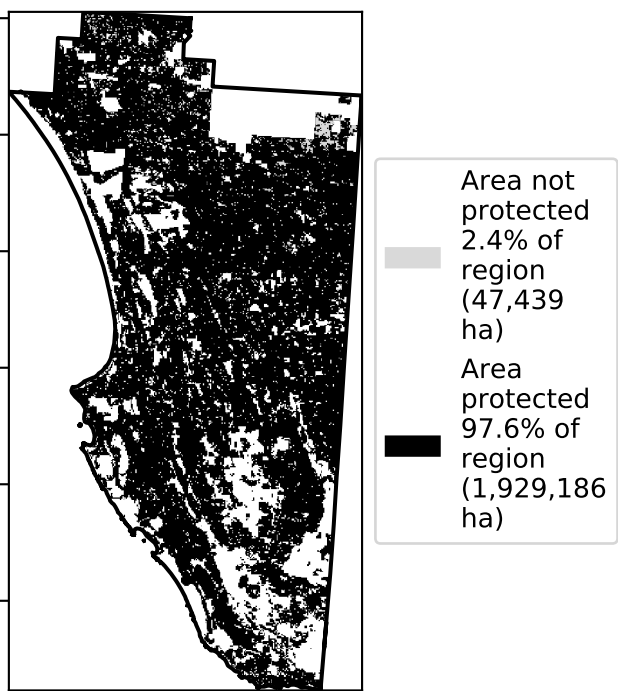 Area not
protected
2.4% of
region
(47,439
ha)
Area
protected
97.6% of
region
(1,929,186
ha)